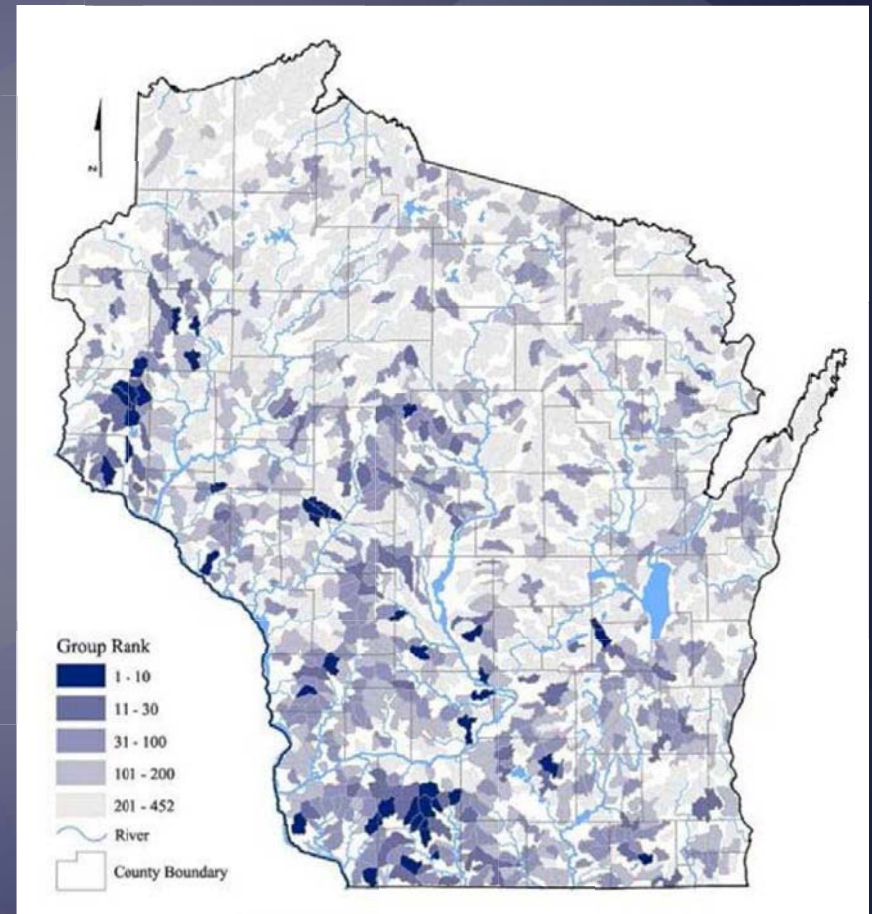 N
Group Rank
1 - 10
11 - 30
31 - 100
101 - 200
201 - 452
River
County Boundary